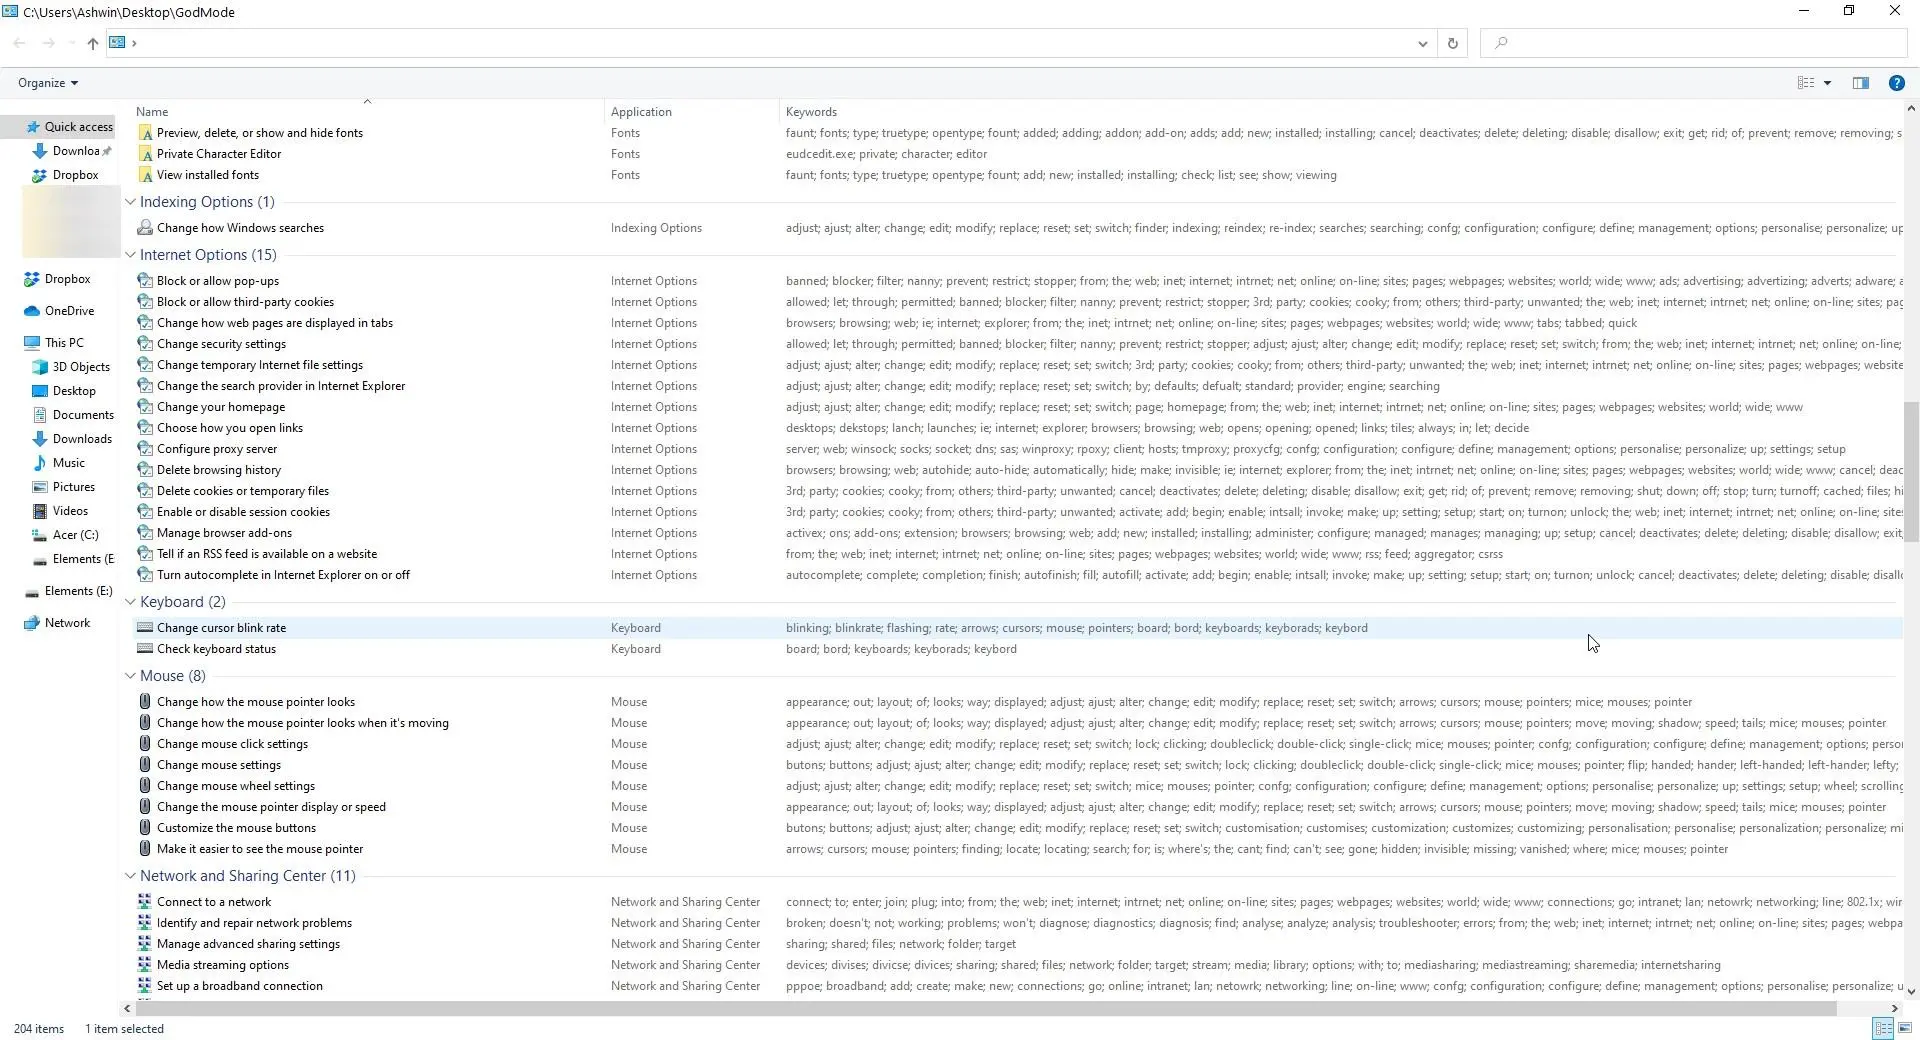 C:\Users\Ashwin\Desktop\GodMode
Organize
Name Application Keywords
Quick access
Downloa
Dropbox
Dropbox
OneDrive
This PC
3D Objects
Desktop
Documents
Downloads
Music
Pictures
Videos
Acer (C:)
Elements (E
Elements (E:)
Network
Preview, delete, or show and hide fonts Fonts faunt; fonts; type; truetype; opentype; fount; added; adding; addon; add-on; adds; add; new; installed; installing; cancel; deactivates; delete; deleting; disable; disallow; exit; get; rid; of; prevent; remove; removing; s
Private Character Editor Fonts eudcedit.exe; private; character; editor
View installed fonts Fonts faunt; fonts; type; truetype; opentype; fount; add; new; installed; installing; check; list; see; show; viewing
Indexing Options (1)
Change how Windows searches Indexing Options adjust; ajust; alter; change; edit; modify; replace; reset; set; switch; finder; indexing; reindex; re-index; searches; searching; confg; configuration; configure; define; management; options; personalise; personalize; up
Internet Options (15)
Block or allow pop-ups Internet Options banned; blocker; filter; nanny; prevent; restrict; stopper; from; the; web; inet; internet; intrnet; net; online; on-line; sites; pages; webpages; websites; world; wide; www; ads; advertising; advertizing; adverts; adware; a
Block or allow third-party cookies Internet Options allowed; let; through; permitted; banned; blocker; filter; nanny; prevent; restrict; stopper; 3rd; party; cookies; cooky; from; others; third-party; unwanted; the; web; inet; internet; intrnet; net; online; on-line; sites; pag
Change how web pages are displayed in tabs Internet Options browsers; browsing; web; ie; internet; explorer; from; the; inet; intrnet; net; online; on-line; sites; pages; webpages; websites; world; wide; www; tabs; tabbed; quick
Change security settings Internet Options allowed; let; through; permitted; banned; blocker; filter; nanny; prevent; restrict; stopper; adjust; ajust; alter; change; edit; modify; replace; reset; set; switch; from; the; web; inet; internet; intrnet; net; online; on-line;
Change temporary Internet file settings Internet Options adjust; ajust; alter; change; edit; modify; replace; reset; set; switch; 3rd; party; cookies; cooky; from; others; third-party; unwanted; the; web; inet; internet; intrnet; net; online; on-line; sites; pages; webpages; website
Change the search provider in Internet Explorer Internet Options adjust; ajust; alter; change; edit; modify; replace; reset; set; switch; by; defaults; defualt; standard; provider; engine; searching
Change your homepage Internet Options adjust; ajust; alter; change; edit; modify; replace; reset; set; switch; page; homepage; from; the; web; inet; internet; intrnet; net; online; on-line; sites; pages; webpages; websites; world; wide; www
Choose how you open links Internet Options desktops; dekstops; lanch; launches; ie; internet; explorer; browsers; browsing; web; opens; opening; opened; links; tiles; always; in; let; decide
Configure proxy server Internet Options server; web; winsock; socks; socket; dns; sas; winproxy; rpoxy; client; hosts; tmproxy; proxycfg; confg; configuration; configure; define; management; options; personalise; personalize; up; settings; setup
Delete browsing history Internet Options browsers; browsing; web; autohide; auto-hide; automatically; hide; make; invisible; ie; internet; explorer; from; the; inet; intrnet; net; online; on-line; sites; pages; webpages; websites; world; wide; www; cancel; deac
Delete cookies or temporary files Internet Options 3rd; party; cookies; cooky; from; others; third-party; unwanted; cancel; deactivates; delete; deleting; disable; disallow; exit; get; rid; of; prevent; remove; removing; shut; down; off; stop; turn; turnoff; cached; files; hi
Enable or disable session cookies Internet Options 3rd; party; cookies; cooky; from; others; third-party; unwanted; activate; add; begin; enable; intsall; invoke; make; up; setting; setup; start; on; turnon; unlock; the; web; inet; internet; intrnet; net; online; on-line; sites
Manage browser add-ons Internet Options activex; ons; add-ons; extension; browsers; browsing; web; add; new; installed; installing; administer; configure; managed; manages; managing; up; setup; cancel; deactivates; delete; deleting; disable; disallow; exit
Tell if an RSS feed is available on a website Internet Options from; the; web; inet; internet; intrnet; net; online; on-line; sites; pages; webpages; websites; world; wide; www; rss; feed; aggregator; csrss
Turn autocomplete in Internet Explorer on or off Internet Options autocomplete; complete; completion; finish; autofinish; fill; autofill; activate; add; begin; enable; intsall; invoke; make; up; setting; setup; start; on; turnon; unlock; cancel; deactivates; delete; deleting; disable; disall
Keyboard (2)
Change cursor blink rate Keyboard blinking; blinkrate; flashing; rate; arrows; cursors; mouse; pointers; board; bord; keyboards; keyborads; keybord
Check keyboard status Keyboard board; bord; keyboards; keyborads; keybord
Mouse (8)
Change how the mouse pointer looks Mouse appearance; out; layout; of; looks; way; displayed; adjust; ajust; alter; change; edit; modify; replace; reset; set; switch; arrows; cursors; mouse; pointers; mice; mouses; pointer
Change how the mouse pointer looks when it's moving Mouse appearance; out; layout; of; looks; way; displayed; adjust; ajust; alter; change; edit; modify; replace; reset; set; switch; arrows; cursors; mouse; pointers; move; moving; shadow; speed; tails; mice; mouses; pointer
Change mouse click settings Mouse adjust; ajust; alter; change; edit; modify; replace; reset; set; switch; lock; clicking; doubleclick; double-click; single-click; mice; mouses; pointer; confg; configuration; configure; define; management; options; perso
Change mouse settings Mouse butons; buttons; adjust; ajust; alter; change; edit; modify; replace; reset; set; switch; lock; clicking; doubleclick; double-click; single-click; mice; mouses; pointer; flip; handed; hander; left-handed; left-hander; lefty;
Change mouse wheel settings Mouse adjust; ajust; alter; change; edit; modify; replace; reset; set; switch; mice; mouses; pointer; confg; configuration; configure; define; management; options; personalise; personalize; up; settings; setup; wheel; scrolling
Change the mouse pointer display or speed Mouse appearance; out; layout; of; looks; way; displayed; adjust; ajust; alter; change; edit; modify; replace; reset; set; switch; arrows; cursors; mouse; pointers; move; moving; shadow; speed; tails; mice; mouses; pointer
Customize the mouse buttons Mouse butons; buttons; adjust; ajust; alter; change; edit; modify; replace; reset; set; switch; customisation; customises; customization; customizes; customizing; personalisation; personalise; personalization; personalize; mi
Make it easier to see the mouse pointer Mouse arrows; cursors; mouse; pointers; finding; locate; locating; search; for; is; where's; the; cant; find; can't; see; gone; hidden; invisible; missing; vanished; where; mice; mouses; pointer
Network and Sharing Center (11)
Connect to a network Network and Sharing Center connect; to; enter; join; plug; into; from; the; web; inet; internet; intrnet; net; online; on-line; sites; pages; webpages; websites; world; wide; www; connections; go; intranet; lan; netowrk; networking; line; 802.1x; wir
Identify and repair network problems Network and Sharing Center broken; doesn't; not; working; problems; won't; diagnose; diagnostics; diagnosis; find; analyse; analyze; analysis; troubleshooter; errors; from; the; web; inet; internet; intrnet; net; online; on-line; sites; pages; webpa
Manage advanced sharing settings Network and Sharing Center sharing; shared; files; network; folder; target
Media streaming options Network and Sharing Center devices; divises; divicse; divices; sharing; shared; files; network; folder; target; stream; media; library; options; with; to; mediasharing; mediastreaming; sharemedia; internetsharing
Set up a broadband connection Network and Sharing Center pppoe; broadband; add; create; make; new; connections; go; online; intranet; lan; netowrk; networking; line; on-line; www; confg; configuration; configure; define; management; options; personalise; personalize; u
204 items 1 item selected